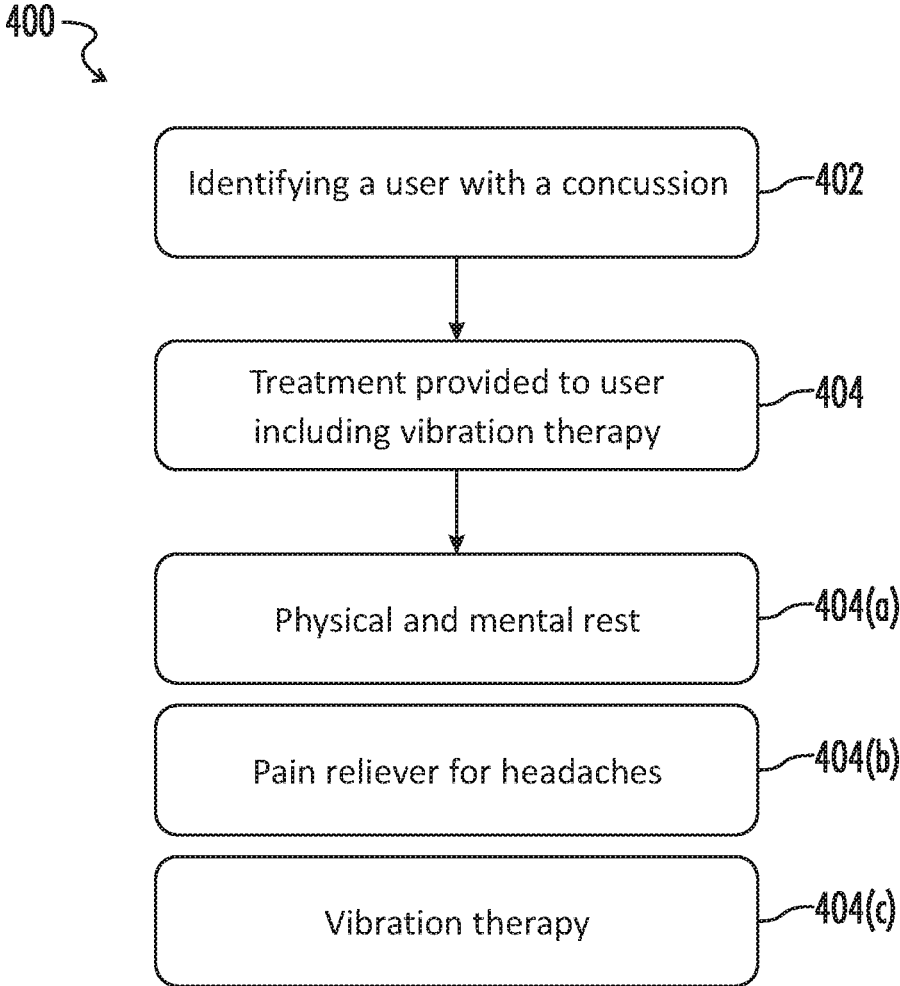 400
Identifying a user with a concussion
402
Treatment provided to user
including vibration therapy
404
Physical and mental rest
404(a)
Pain reliever for headaches
404(b)
Vibration therapy
404(c)